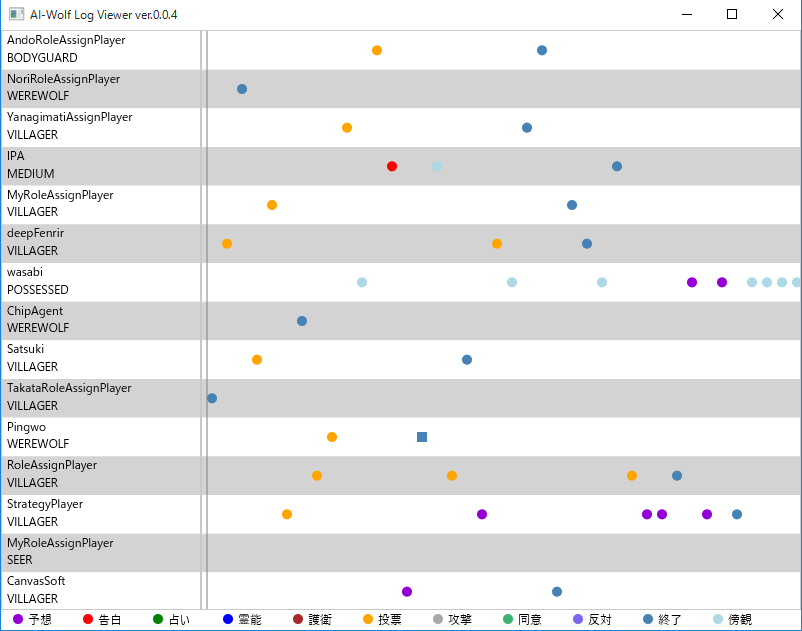 AI-Wolf Log Viewer ver.0.0.4
AndoRoleAssignPlayer
BODYGUARD
NoriRoleAssignPlayer
WEREWOLF
YanagimatiAssignPlayer
VILLAGER
IPA
MEDIUM
MyRoleAssignPlayer
VILLAGER
deepFenrir
VILLAGER
wasabi
POSSESSED
ChipAgent
WEREWOLF
Satsuki
VILLAGER
TakataRoleAssignPlayer
VILLAGER
Pingwo
WEREWOLF
RoleAssignPlayer
VILLAGER
StrategyPlayer
VILLAGER
MyRoleAssignPlayer
SEER
CanvasSoft
VILLAGER
予想 告白 占い 霊能 護衛 投票 攻撃 同意 反対 終了 傍観